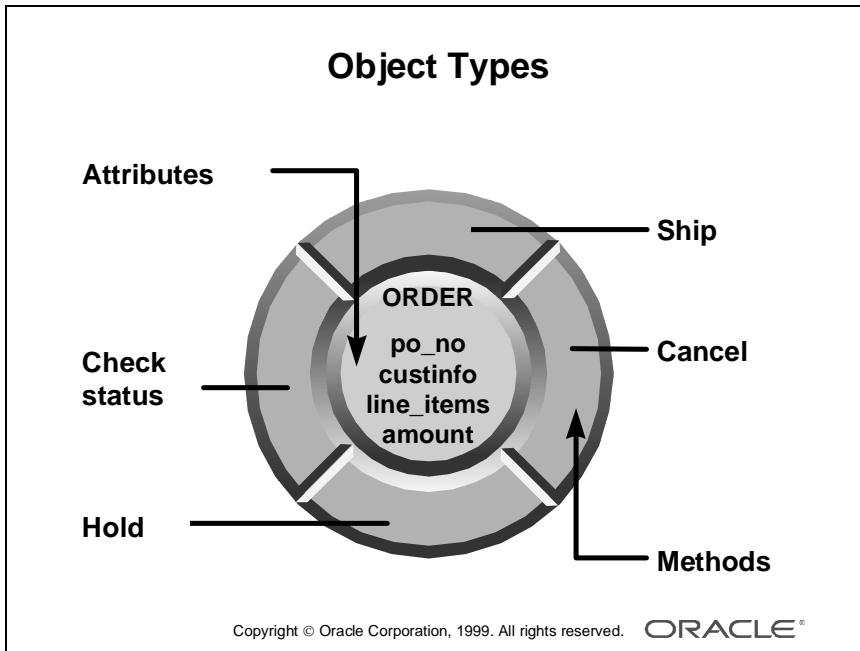 Object Types
Attributes
Ship
ORDER
po_no
custinfo
line_items
amount
Cancel
Check
status
Hold
Methods
Copyright © Oracle Corporation, 1999. All rights reserved. ORACLE®